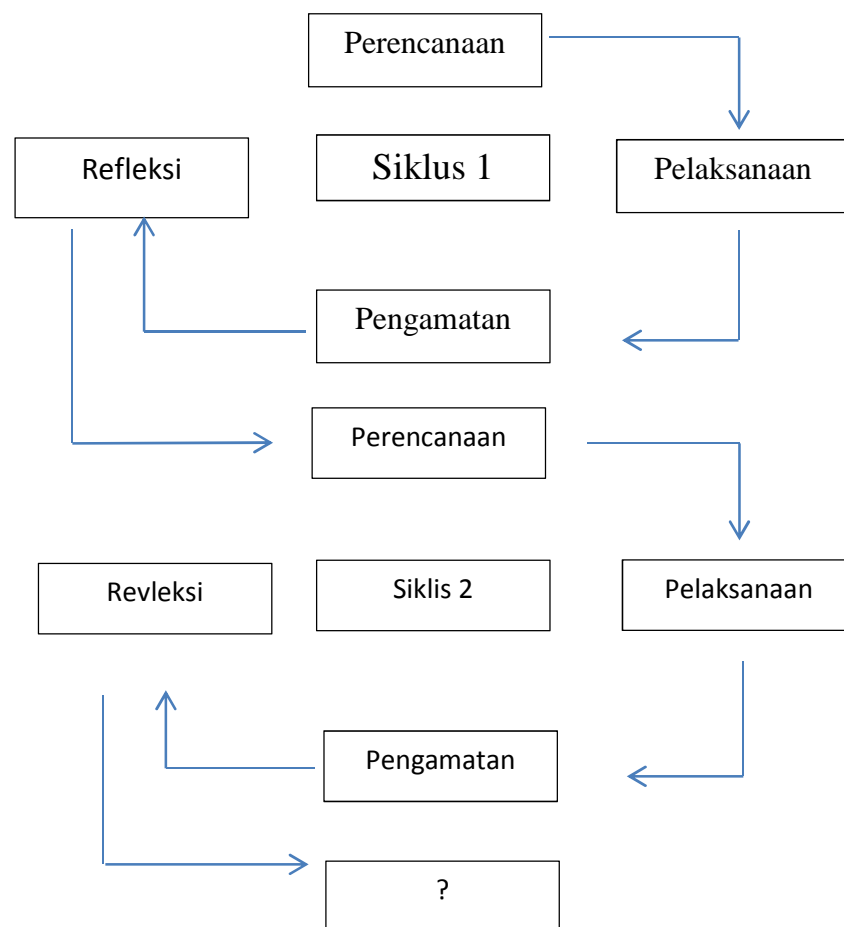 Perencanaan
Refleksi
Siklus 1
Pelaksanaan
Pengamatan
Perencanaan
Revleksi
Siklis 2
Pelaksanaan
Pengamatan
?